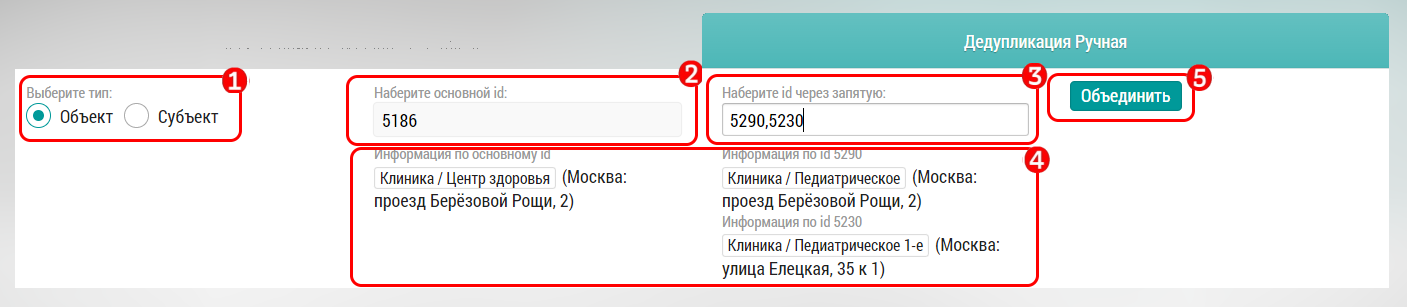 Дедупликация Ручная
1
Выберите тип:
Объект Субъект
2
Наберите основной id:
5186
3
Наберите id через запятую:
5290,5230
5
Объединить
4
Информация по основному id
Клиника / Центр здоровья (Москва:
проезд Берёзовой Рощи, 2)
Информация по id 5290
Клиника / Педиатрическое (Москва:
проезд Берёзовой Рощи, 2)
Информация по id 5230
Клиника / Педиатрическое 1-е (Москва:
улица Елецкая, 35 к 1)